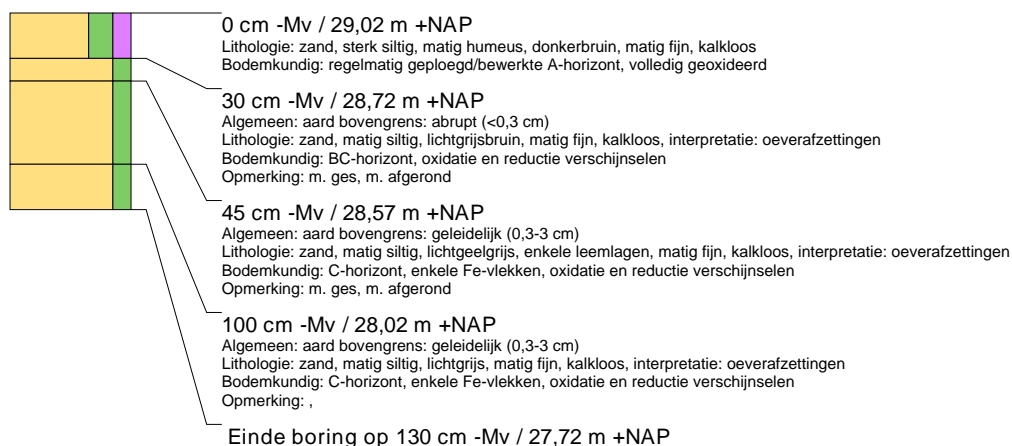 0 cm -Mv / 29,02 m +NAP
Lithologie: zand, sterk siltig, matig humeus, donkerbruin, matig fijn, kalkloos
Bodemkundig: regelmatig geploegd/bewerkte A-horizont, volledig geoxideerd
30 cm -Mv / 28,72 m +NAP
Algemeen: aard bovengrens: abrupt (<0,3 cm)
Lithologie: zand, matig siltig, lichtgrijsbruin, matig fijn, kalkloos, interpretatie: oeverafzettingen
Bodemkundig: BC-horizont, oxidatie en reductie verschijnselen
Opmerking: m. ges, m. afgerond
45 cm -Mv / 28,57 m +NAP
Algemeen: aard bovengrens: geleidelijk (0,3-3 cm)
Lithologie: zand, matig siltig, lichtgeelgrijs, enkele leemlagen, matig fijn, kalkloos, interpretatie: oeverafzettingen
Bodemkundig: C-horizont, enkele Fe-vlekken, oxidatie en reductie verschijnselen
Opmerking: m. ges, m. afgerond
100 cm -Mv / 28,02 m +NAP
Algemeen: aard bovengrens: geleidelijk (0,3-3 cm)
Lithologie: zand, matig siltig, lichtgrijs, matig fijn, kalkloos, interpretatie: oeverafzettingen
Bodemkundig: C-horizont, enkele Fe-vlekken, oxidatie en reductie verschijnselen
Opmerking: ,
Einde boring op 130 cm -Mv / 27,72 m +NAP